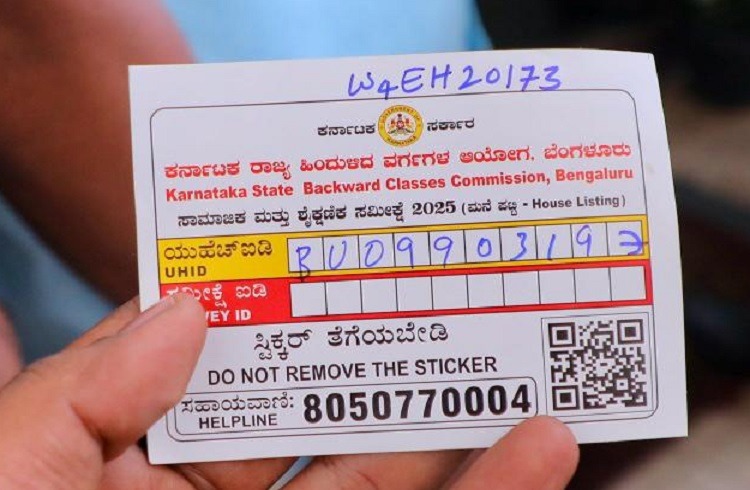 W4EH20173
ಕರ್ನಾಟಕ ಸರ್ಕಾರ
ಕರ್ನಾಟಕ ರಾಜ್ಯ ಹಿಂದುಳಿದ ವರ್ಗಗಳ ಆಯೋಗ, ಬೆಂಗಳೂರು
Karnataka State Backward Classes Commission, Bengaluru
ಸಾಮಾಜಿಕ ಮತ್ತು ಶೈಕ್ಷಣಿಕ ಸಮೀಕ್ಷೆ 2025 (ಮನೆ ಪಟ್ಟಿ - House Listing)
ಯುಹೆಚ್ಐಡಿ BU09903197
UHID
ಐಡಿ
ID
ಸ್ಟಿಕ್ಕರ್ ತೆಗೆಯಬೇಡಿ
DO NOT REMOVE THE STICKER
ಸಹಾಯವಾಣಿ: 8050770004
HELPLINE